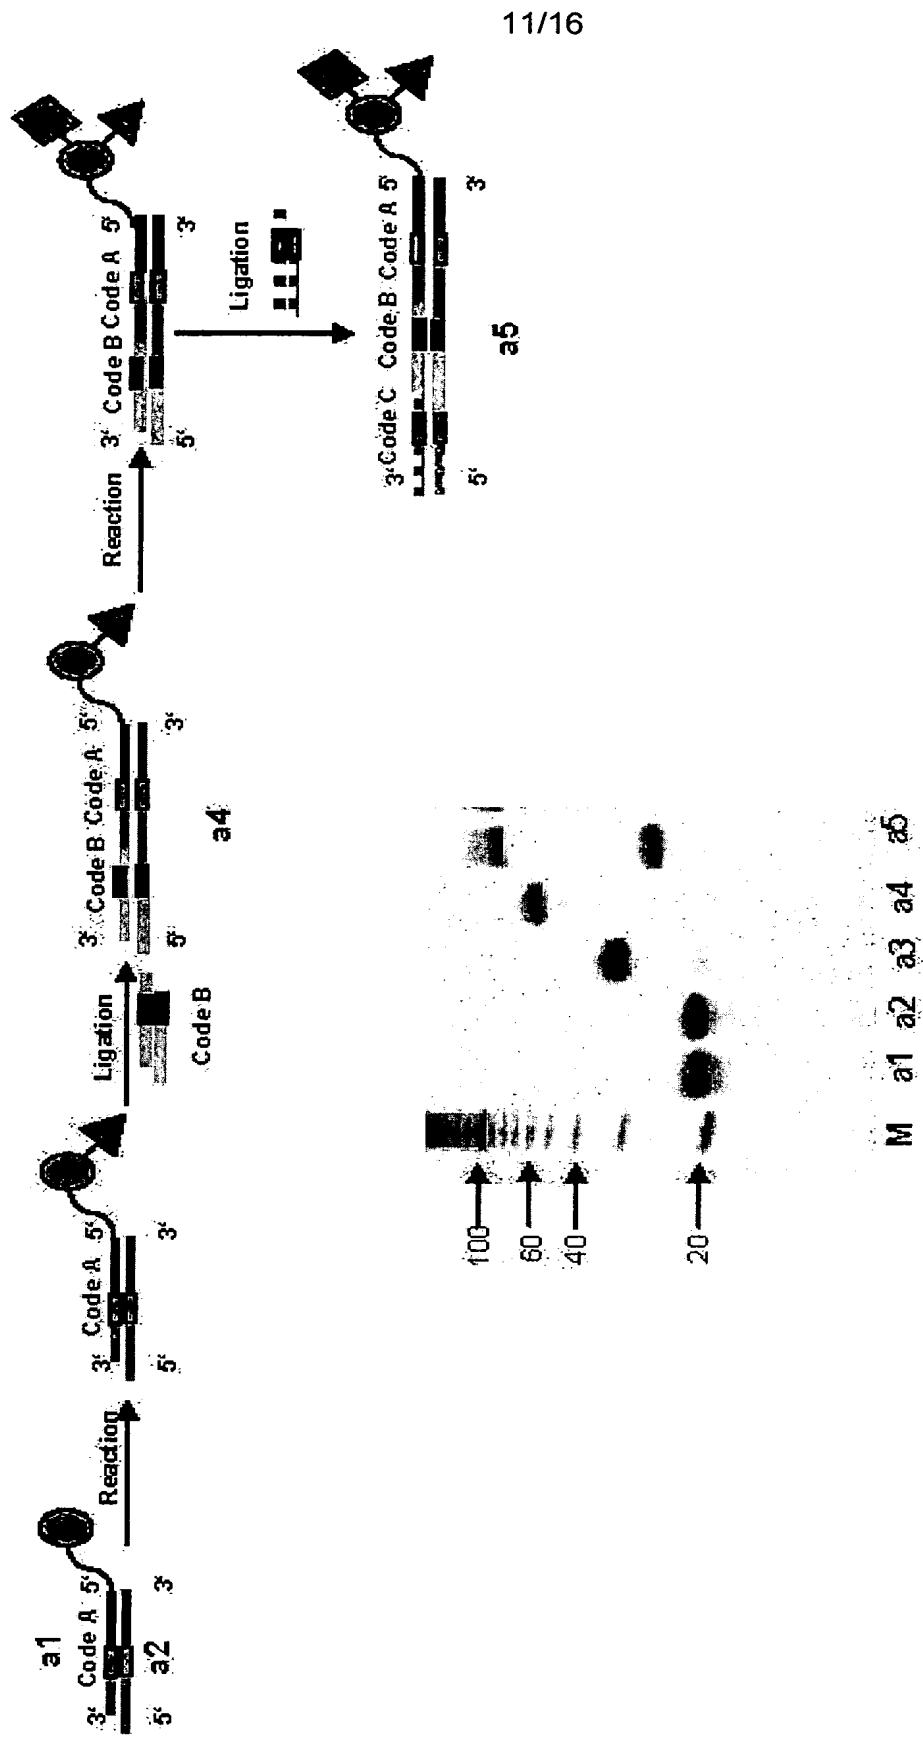 11/16
a1
3' Code A 5'
5' 3'
a2
Reaction
3' Code A 5'
5' 3'
Ligation
Code B
3' Code B Code A 5'
5' 3'
a4
Reaction
3' Code B Code A 5'
5' 3'
Ligation
3' Code C Code B Code A 5'
5' 3'
a5
100
60
40
20
M a1 a2 a3 a4 a5